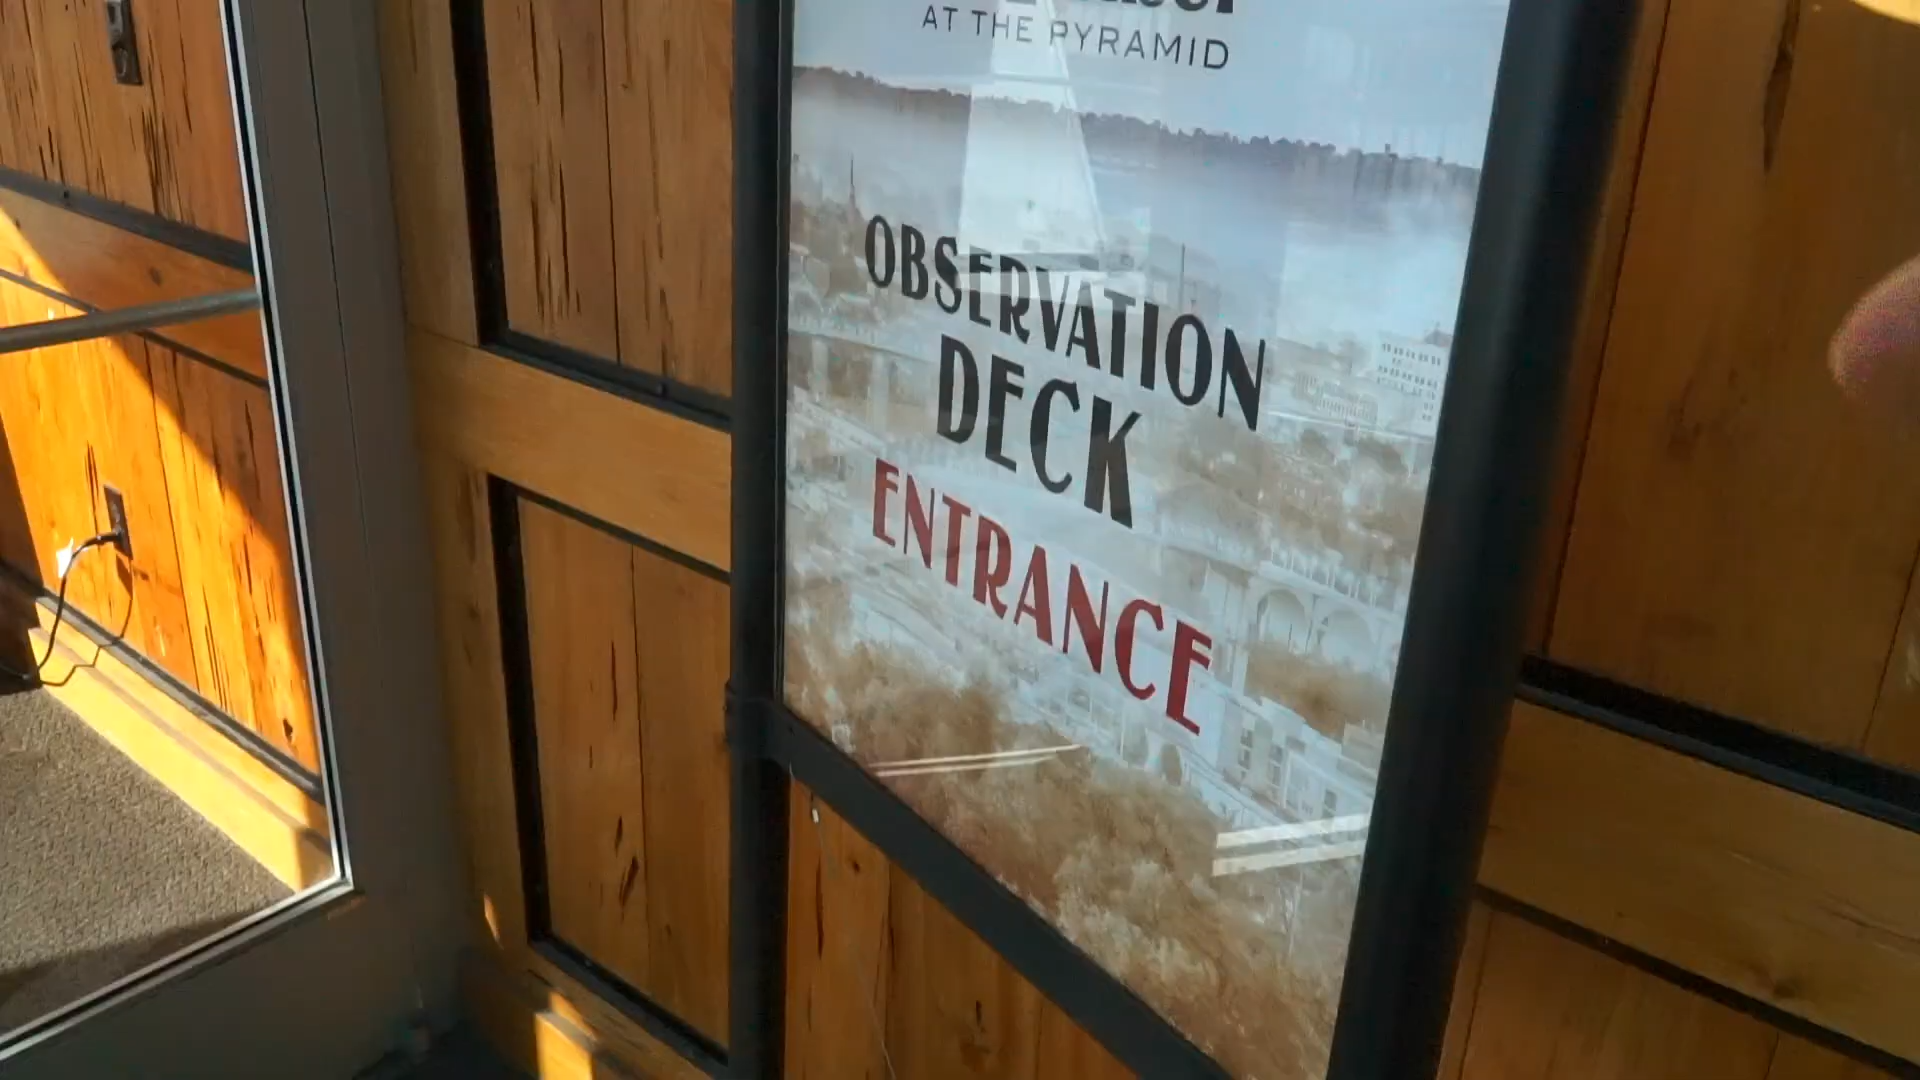 AT THE PYRAMID
OBSERVATION
DECK
ENTRANCE